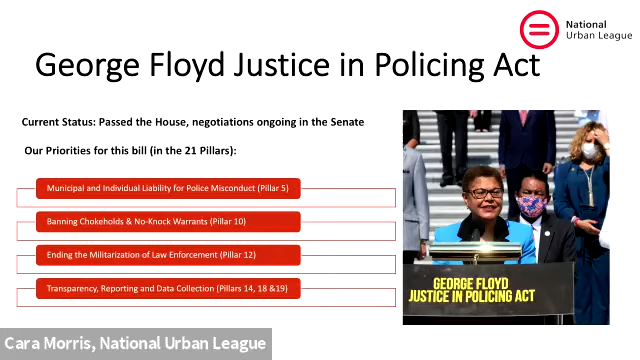 National
Urban League
George Floyd Justice in Policing Act
Current Status: Passed the House, negotiations ongoing in the Senate
Our Priorities for this bill (in the 21 Pillars):
Municipal and Individual Liability for Police Misconduct (Pillar 5)
Banning Chokeholds & No-Knock Warrants (Pillar 10)
Ending the Militarization of Law Enforcement (Pillar 12)
Transparency, Reporting and Data Collection (Pillars 14, 18 &19)
GEORGE FLOYD
JUSTICE IN POLICING ACT
Cara Morris, National Urban League